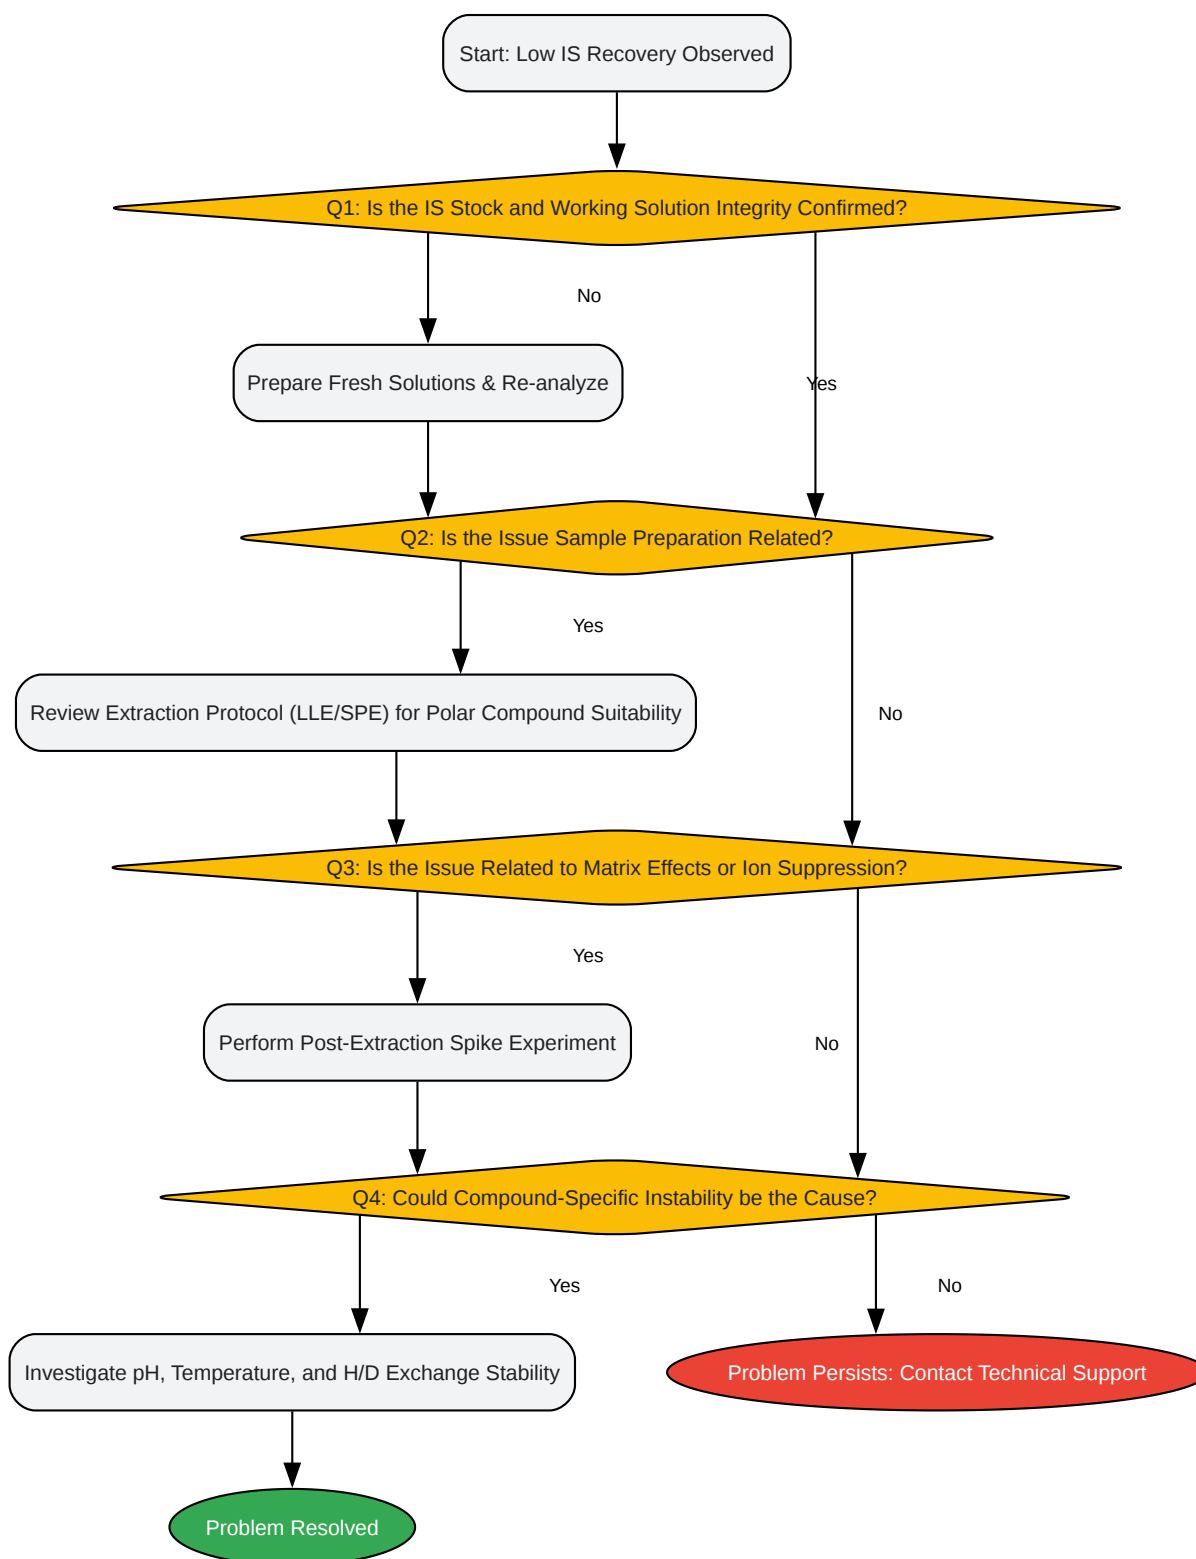 Start: Low IS Recovery Observed
Q1: Is the IS Stock and Working Solution Integrity Confirmed?
No
Prepare Fresh Solutions & Re-analyze
Yes
Q2: Is the Issue Sample Preparation Related?
Yes
Review Extraction Protocol (LLE/SPE) for Polar Compound Suitability
No
Q3: Is the Issue Related to Matrix Effects or Ion Suppression?
Yes
Perform Post-Extraction Spike Experiment
No
Q4: Could Compound-Specific Instability be the Cause?
Yes
No
Investigate pH, Temperature, and H/D Exchange Stability
Problem Persists: Contact Technical Support
Problem Resolved